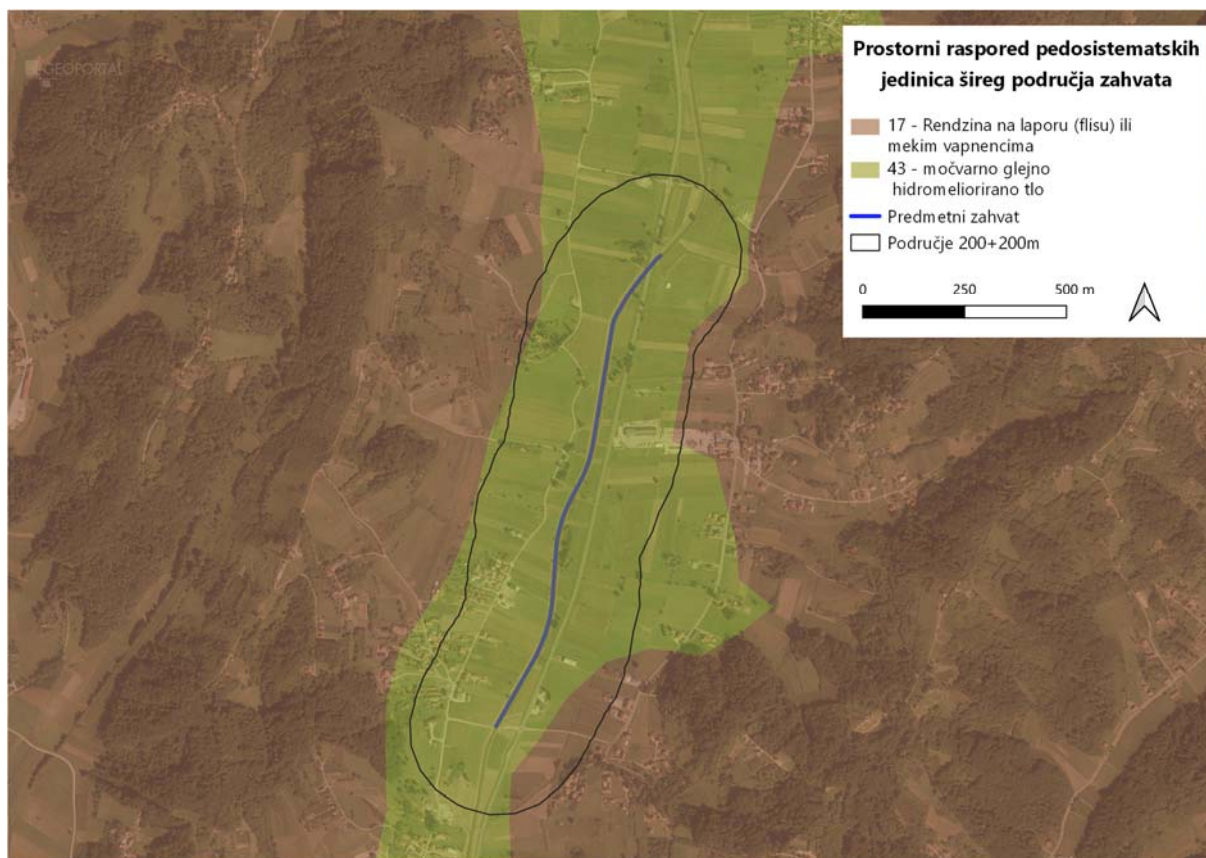 GEOPORTAL
Prostorni raspored pedosistematskih
jedinica šireg područja zahvata
17 - Rendzina na laporu (flisu) ili
mekim vapnencima
43 - močvarno glejno
hidromeliorirano tlo
Predmetni zahvat
Područje 200+200m
0 250 500 m